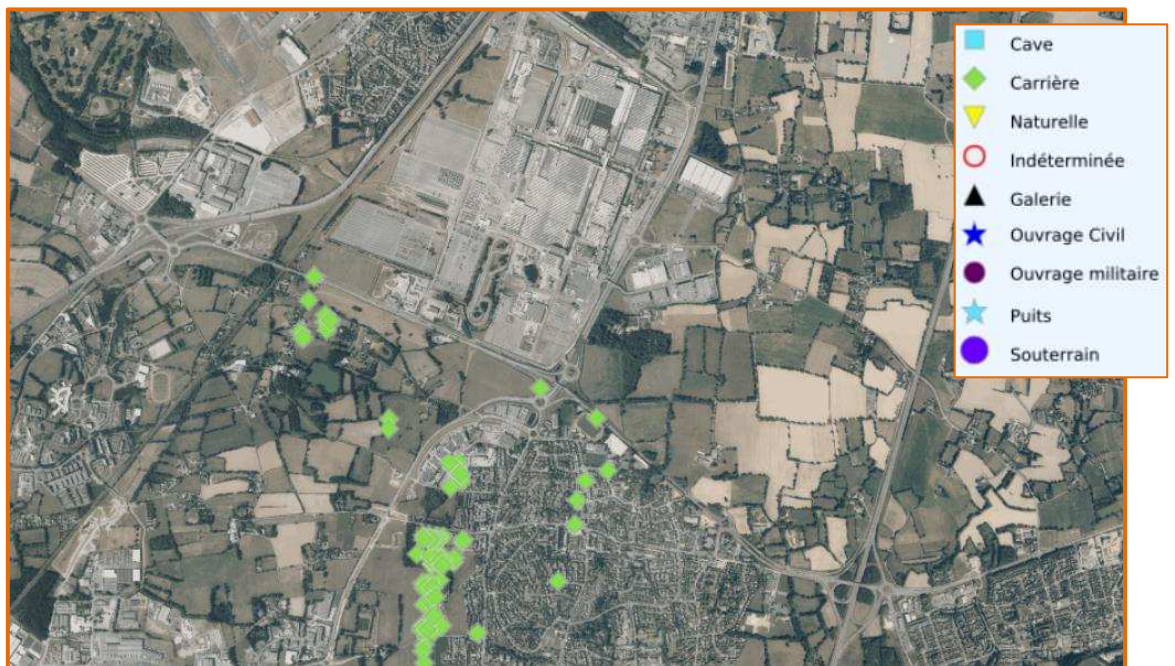 Cave
Carrière
Naturelle
Indéterminée
Galerie
Ouvrage Civil
Ouvrage militaire
Puits
Souterrain